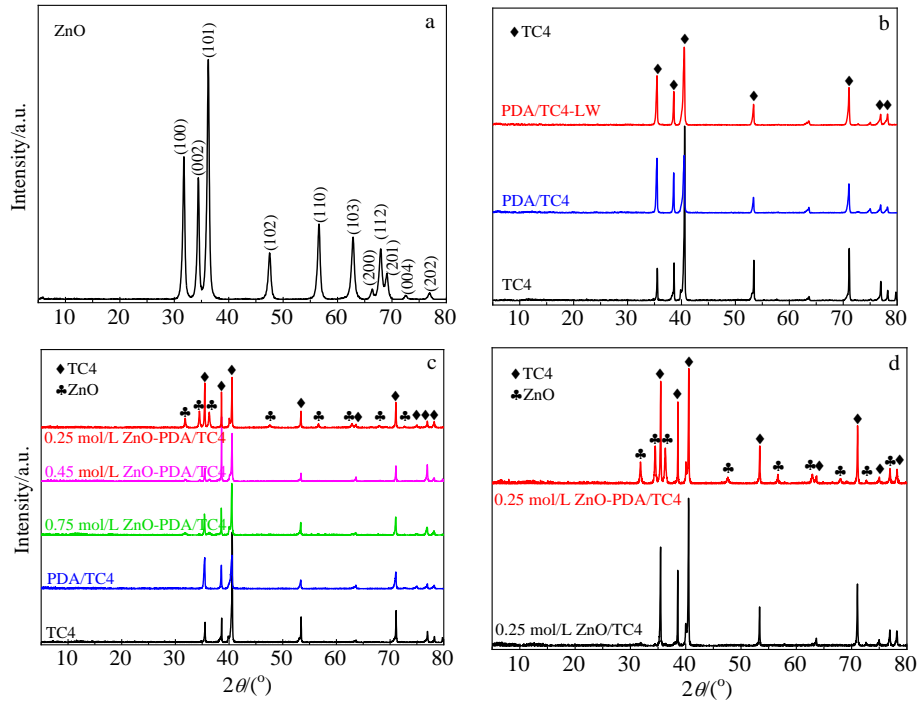 a
ZnO
(100)
(002)
(101)
(102)
(110)
(103)
(200)
(112)
(201)
(004)
(202)
Intensity/a.u.
10 20 30 40 50 60 70 80
b
♦TC4
PDA/TC4-LW
PDA/TC4
TC4
10 20 30 40 50 60 70 80
c
♦TC4
♣ZnO
0.25 mol/L ZnO-PDA/TC4
0.45 mol/L ZnO-PDA/TC4
0.75 mol/L ZnO-PDA/TC4
PDA/TC4
TC4
Intensity/a.u.
10 20 30 40 50 60 70 80
2θ/(o)
d
♦TC4
♣ZnO
0.25 mol/L ZnO-PDA/TC4
0.25 mol/L ZnO/TC4
10 20 30 40 50 60 70 80
2θ/(o)